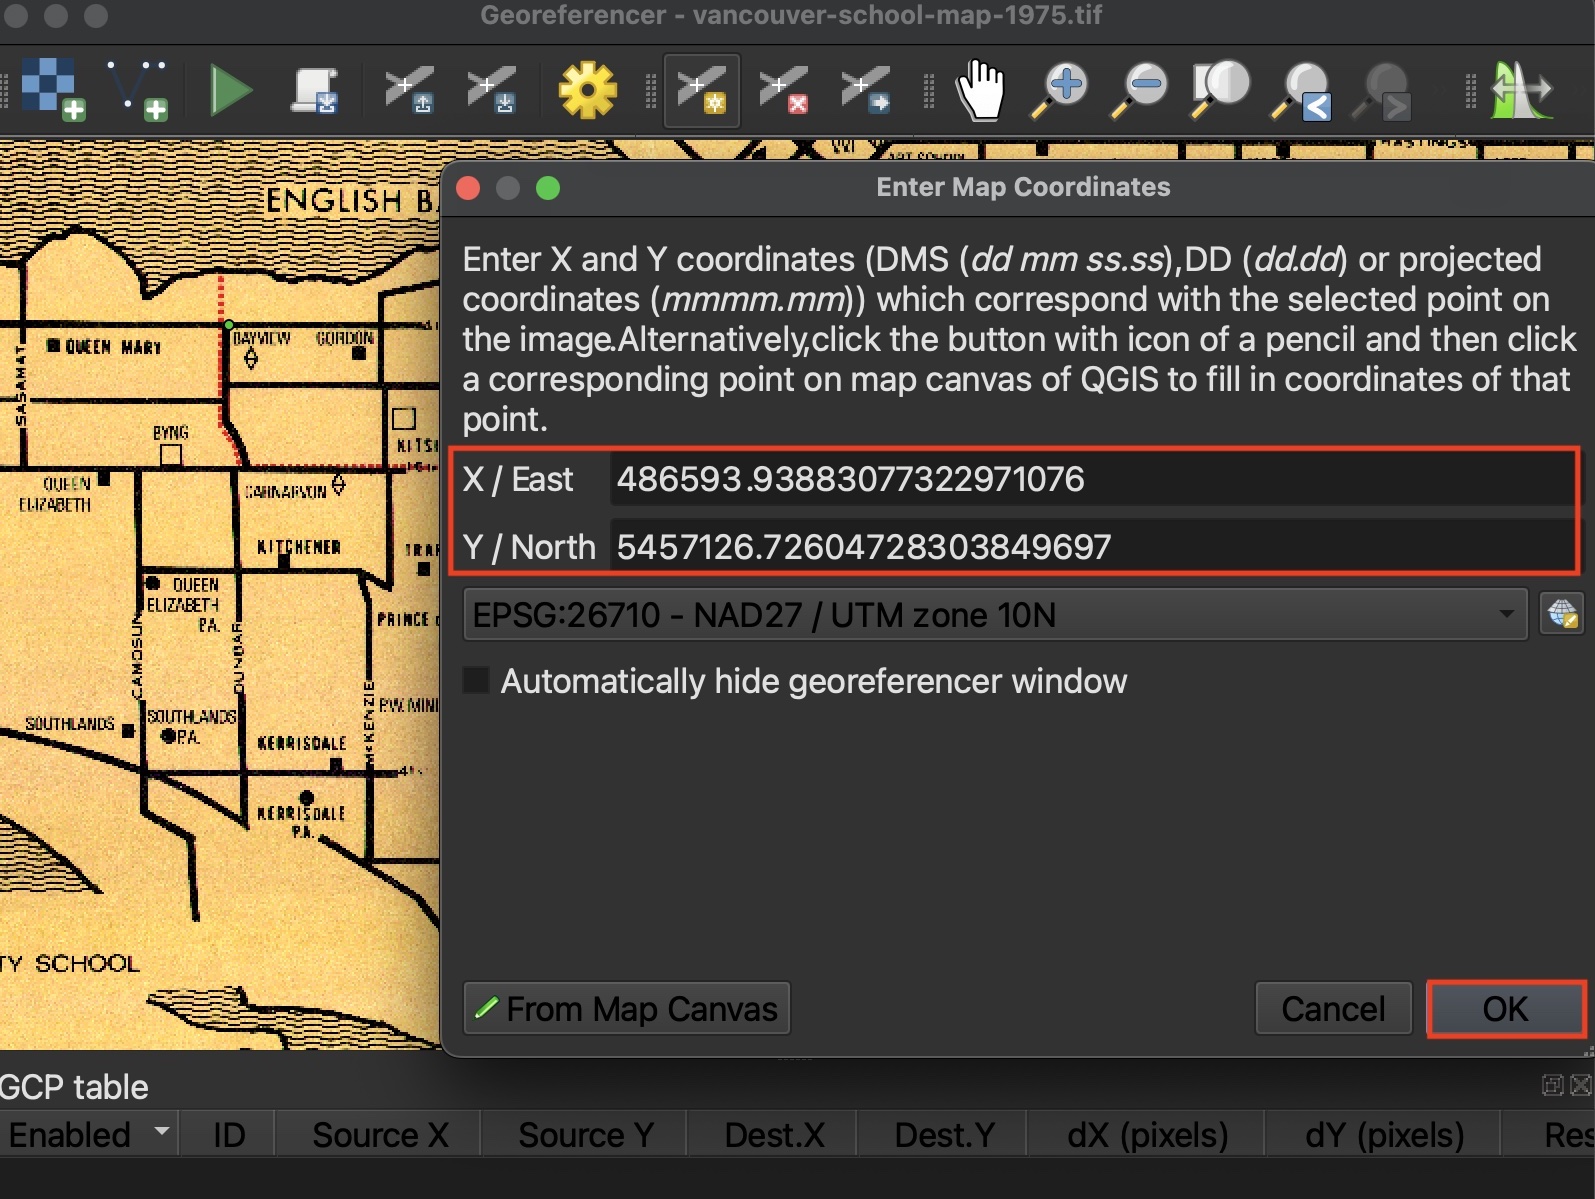 Georeferencer - vancouver-school-map-1975.tif
ENGLISH B
Enter Map Coordinates
Enter X and Y coordinates (DMS (dd mm ss.ss),DD (dd.dd) or projected
coordinates (mmmm.mm)) which correspond with the selected point on
the image.Alternatively,click the button with icon of a pencil and then click
a corresponding point on map canvas of QGIS to fill in coordinates of that
point.
X / East 486593.93883077322971076
Y / North 5457126.72604728303849697
EPSG:26710 - NAD27 / UTM zone 10N
Automatically hide georeferencer window
From Map Canvas
Cancel
OK
BAYVIEW
GORDON
QUEEN MARY
SASAMAT
BYNG
KITS
QUEEN
ELIZABETH
CARNARVON
KITCHENER
QUEEN
ELIZABETH
P.A.
PRINCE
CAMOSUN
DUNBAR
McKENZIE
P.W. MINI
SOUTHLANDS
SOUTHLANDS
P.A.
KERRISDALE
KERRISDALE
P.A.
TY SCHOOL
GCP table
Enabled
ID
Source X
Source Y
Dest.X
Dest.Y
dX (pixels)
dY (pixels)
Res